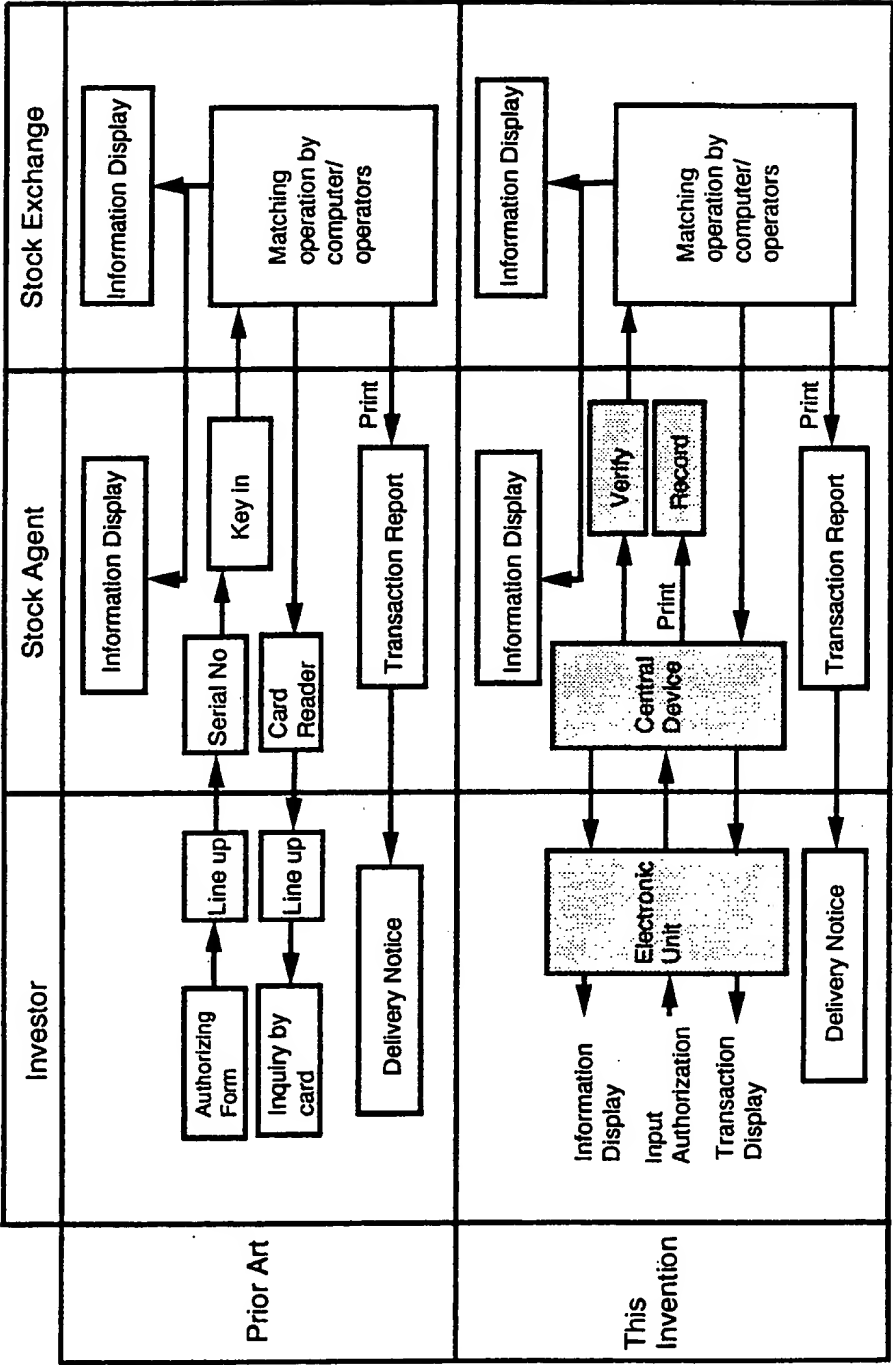 Investor
Stock Agent
Stock Exchange
Prior Art
Authorizing
Form
Line up
Serial No
Key in
Information Display
Information Display
Inquiry by
card
Line up
Card
Reader
Matching
operation by
computer/
operators
Delivery Notice
Transaction Report
Print
This
Invention
Information
Display
Input
Authorization
Transaction
Display
Electronic
Unit
Central
Device
Information Display
Verify
Print
Record
Information Display
Matching
operation by
computer/
operators
Delivery Notice
Transaction Report
Print